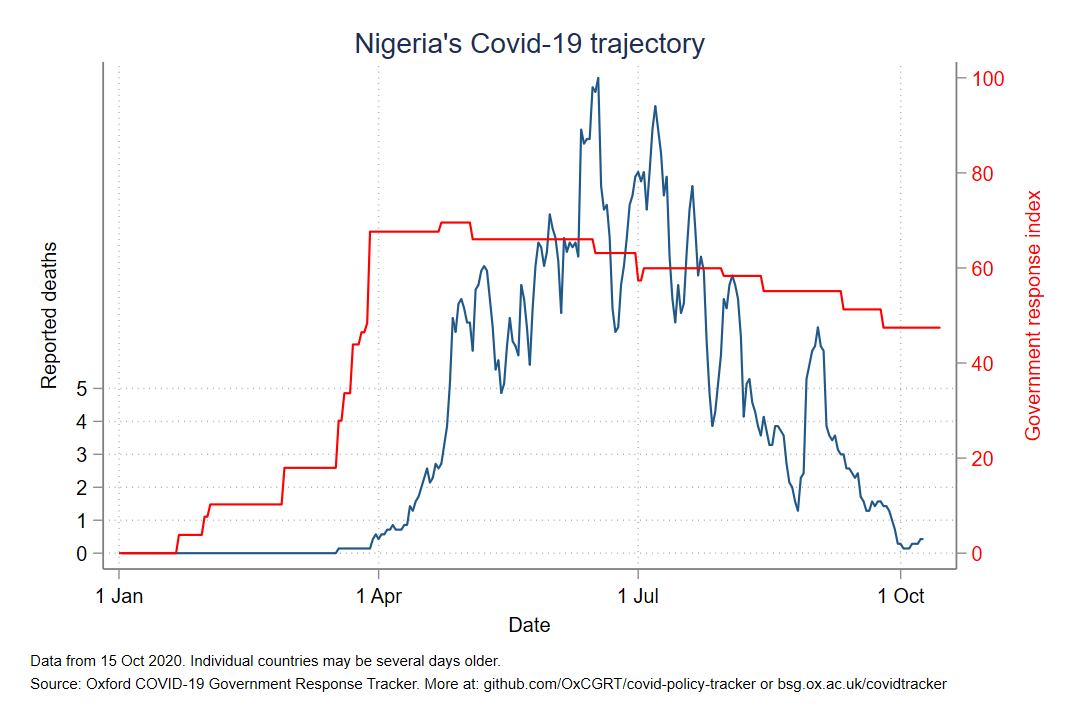 Nigeria's Covid-19 trajectory
100
80
60
40
20
0
Government response index
Reported deaths
5
4
3
2
1
0
1 Jan
1 Apr
1 Jul
1 Oct
Date
Data from 15 Oct 2020. Individual countries may be several days older.
Source: Oxford COVID-19 Government Response Tracker. More at: github.com/OxCGRT/covid-policy-tracker or bsg.ox.ac.uk/covidtracker